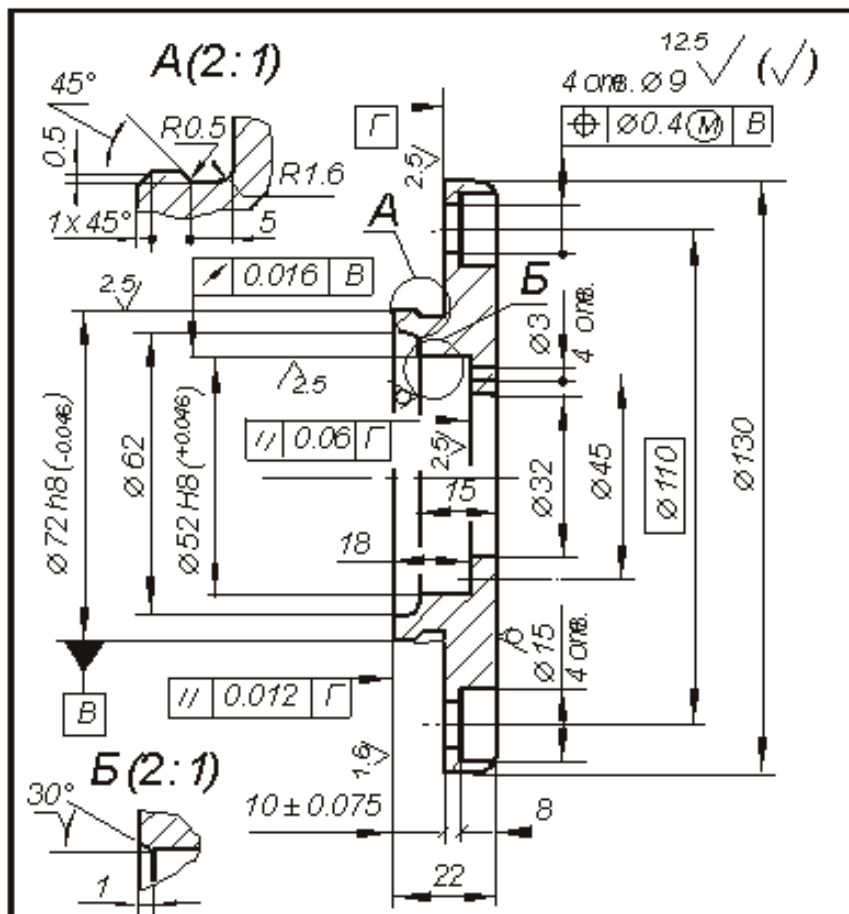 А(2:1)
12.5 (√)
4 отв. Ø9
⌖ Ø0.4 Ⓜ В
45°
Г
0.5
R0.5
2.5
R1.6
А
1x45°
5
↗ 0.016 В
Б
2.5
Ø3
4 отв.
2.5
// 0.06 Г
2.5
Ø72 h8(-0.046)
Ø62
Ø52 H8(+0.046)
15
18
Ø32
Ø45
Ø110
Ø130
Ø15
4 отв.
В
// 0.012 Г
1.6
Б(2:1)
30°
10±0.075
8
1
22